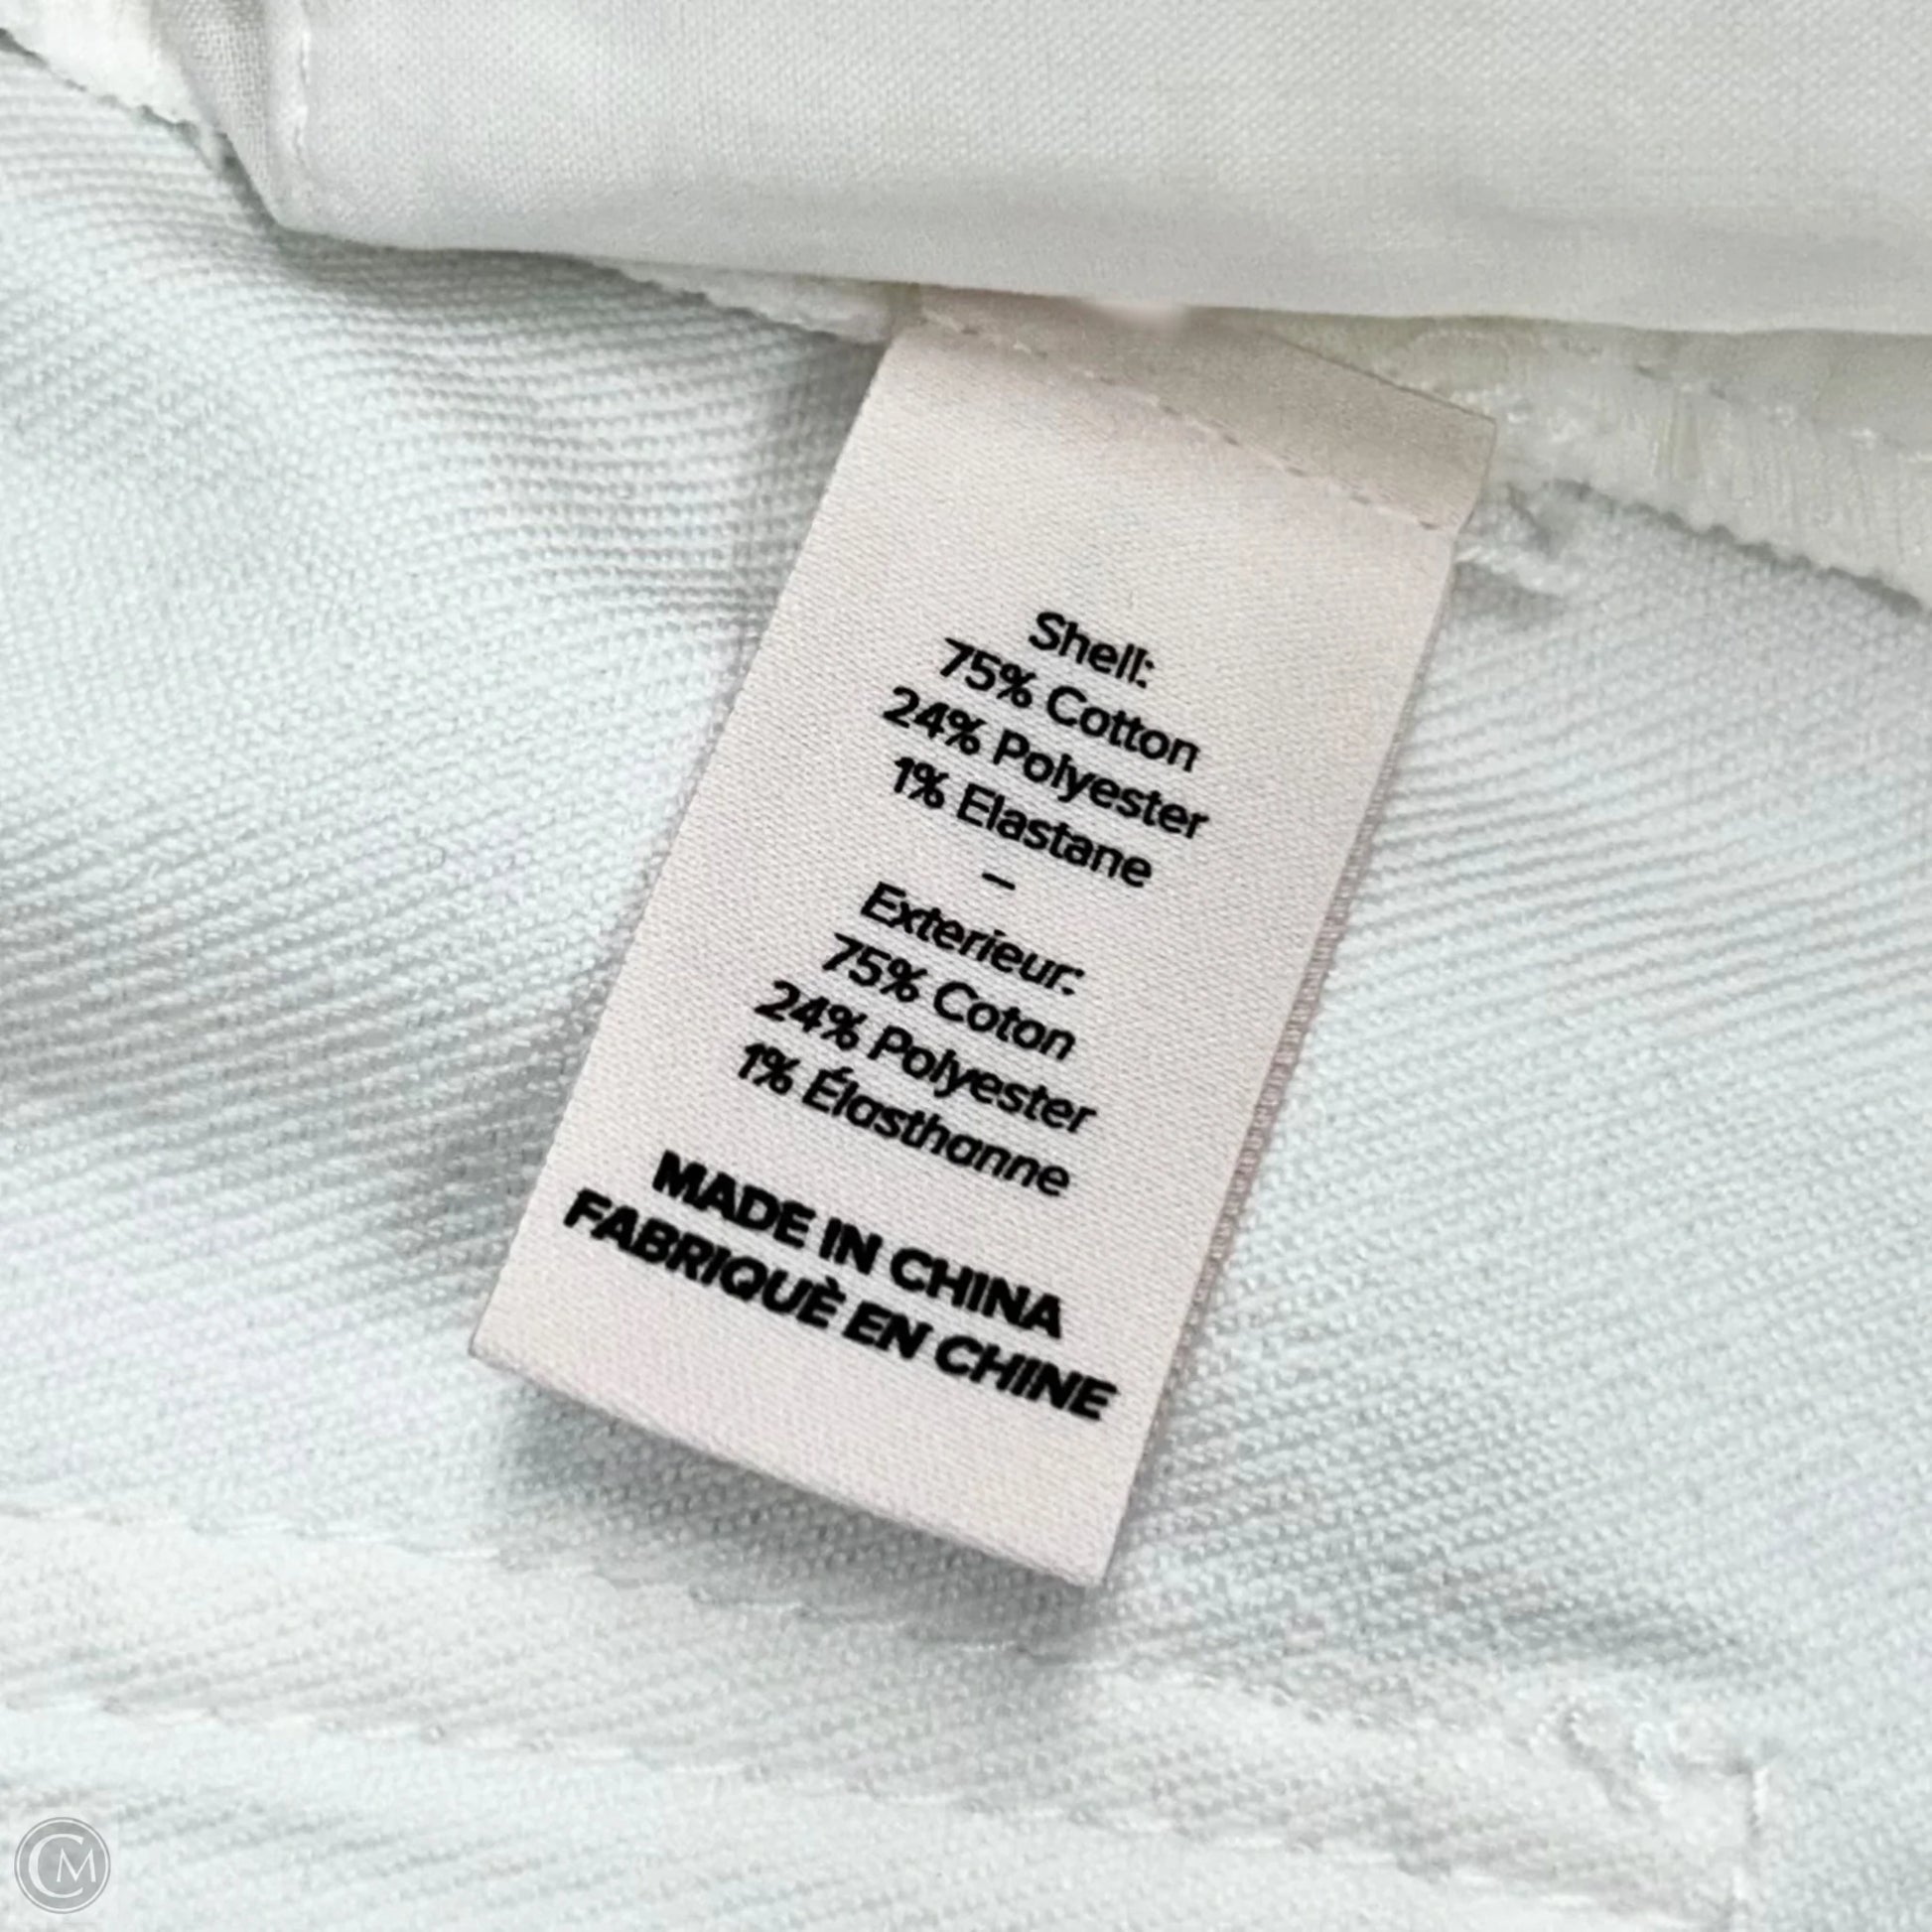 Shell:
75% Cotton
24% Polyester
1% Elastane
–
Exterieur:
75% Coton
24% Polyester
1% Élasthanne
MADE IN CHINA
FABRIQUÈ EN CHINE
CM